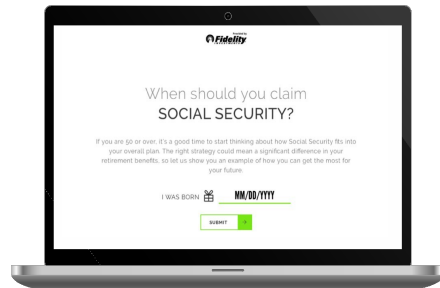 Fidelity
When should you claim
SOCIAL SECURITY?
If you are 50 or over, it's a good time to start thinking about how Social Security fits into
your overall plan. The right strategy could mean a significant difference in your
retirement benefits, so let us show you an example of how you can get the most for
your future.
I WAS BORN MM/DD/YYYY
SUBMIT